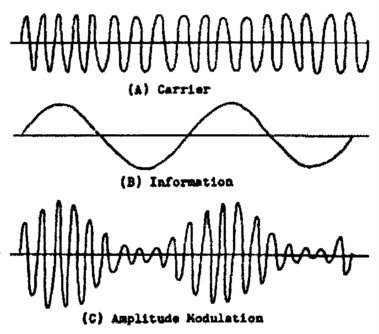 (A) Carrier
(B) Information
(C) Amplitude Modulation